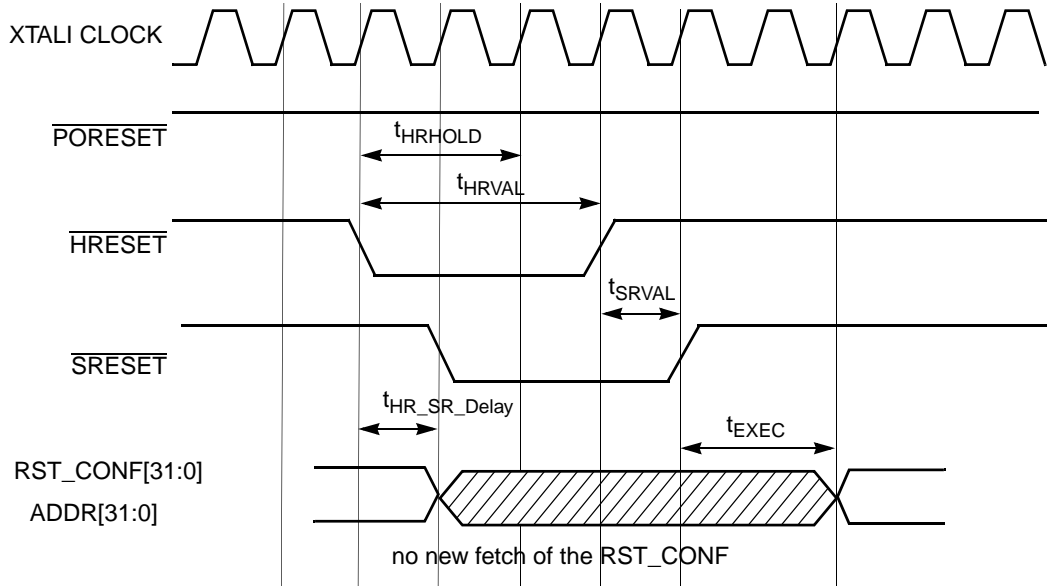 XTALI CLOCK
PORESET
tHRHOLD
tHRVAL
HRESET
tSRVAL
SRESET
tHR_SR_Delay
tEXEC
RST_CONF[31:0]
ADDR[31:0]
no new fetch of the RST_CONF